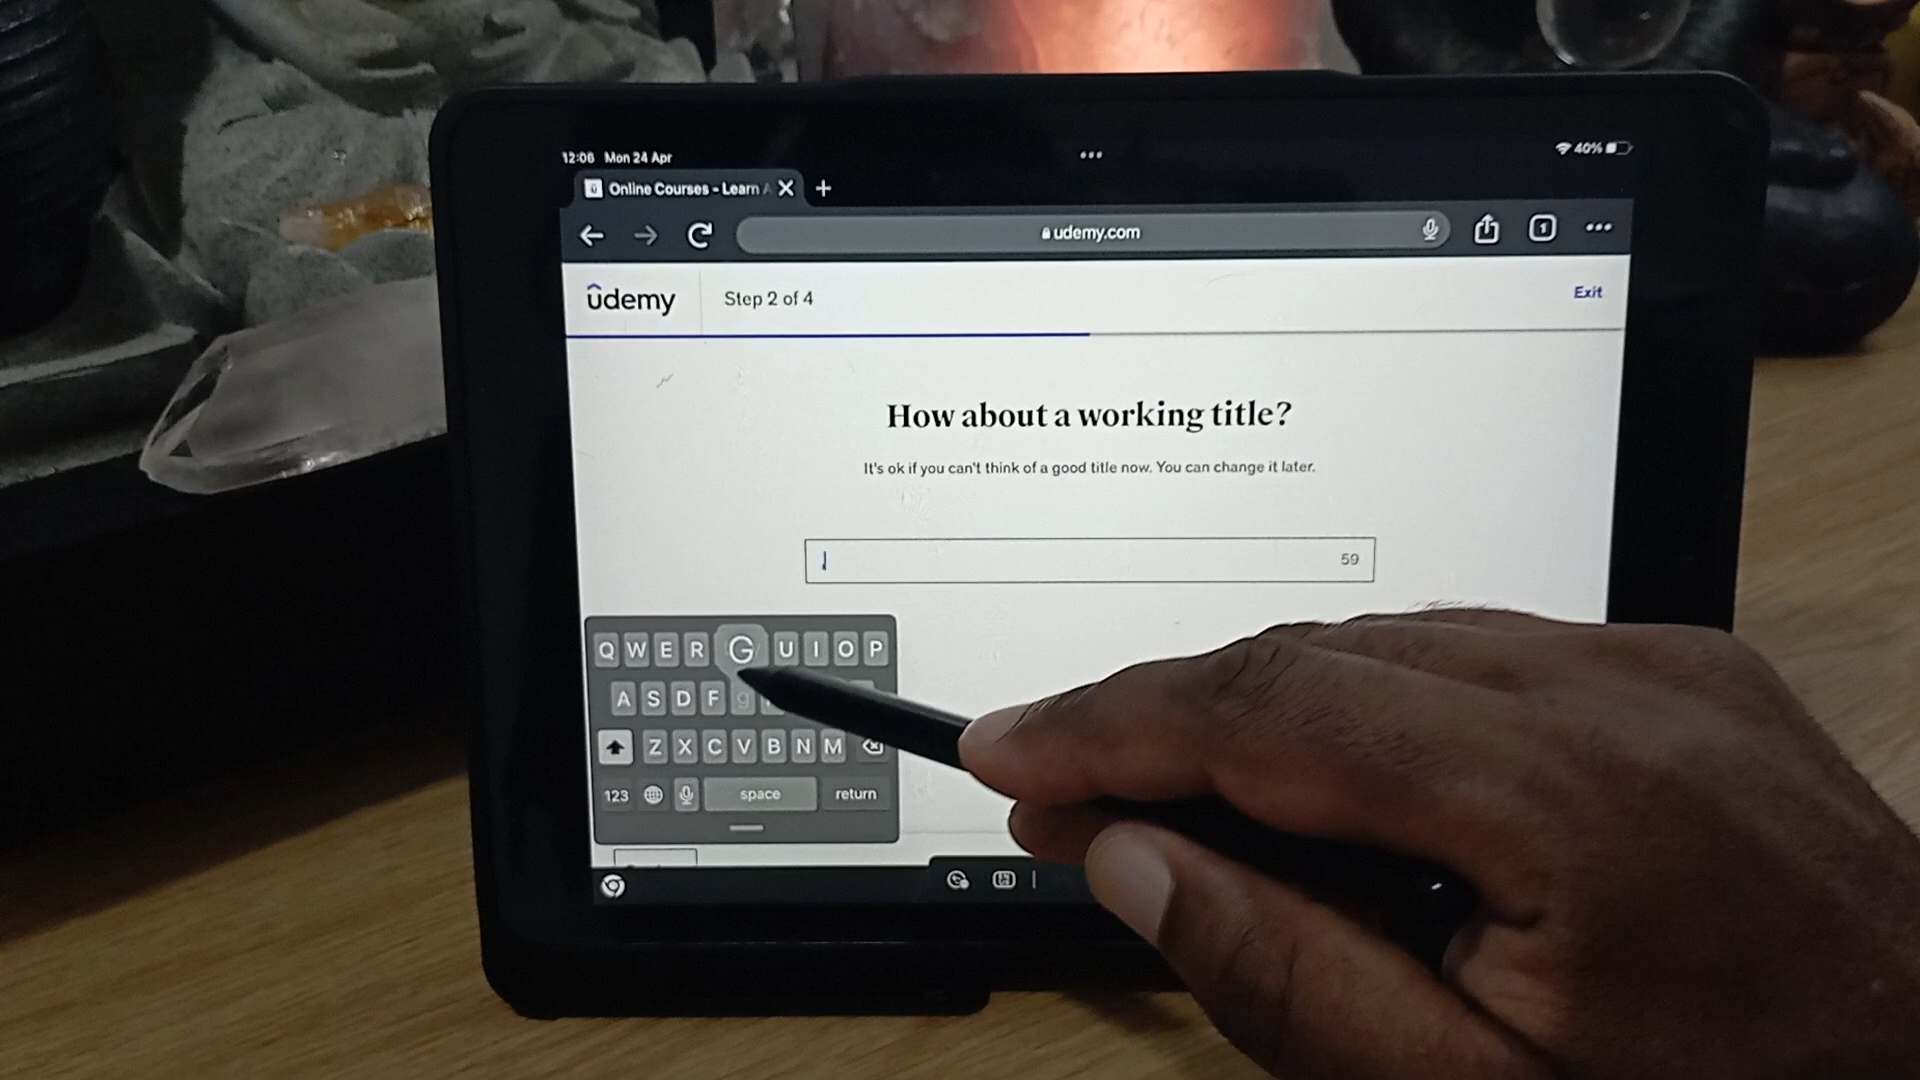 12:06 Mon 24 Apr
40%
Online Courses - Learn A
udemy.com
1
udemy
Step 2 of 4
Exit
How about a working title?
It's ok if you can't think of a good title now. You can change it later.
59
Q W E R G U I O P
A S D F g
Z X C V B N M
123 space return